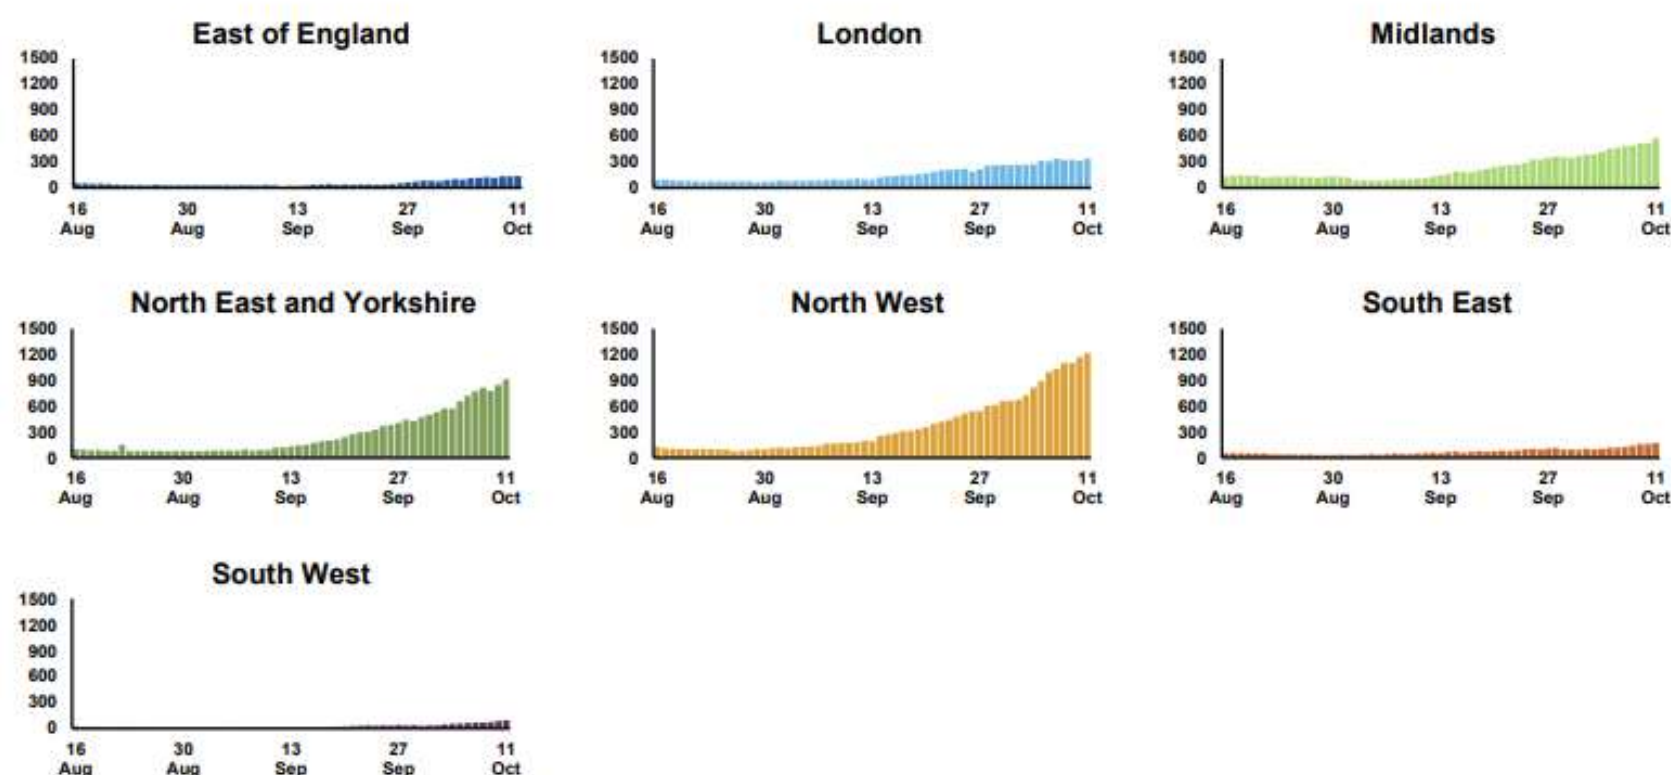 East of England
1500
1200
900
600
300
0
16 30 13 27 11
Aug Aug Sep Sep Oct
London
1500
1200
900
600
300
0
16 30 13 27 11
Aug Aug Sep Sep Oct
Midlands
1500
1200
900
600
300
0
16 30 13 27 11
Aug Aug Sep Sep Oct
North East and Yorkshire
1500
1200
900
600
300
0
16 30 13 27 11
Aug Aug Sep Sep Oct
North West
1500
1200
900
600
300
0
16 30 13 27 11
Aug Aug Sep Sep Oct
South East
1500
1200
900
600
300
0
16 30 13 27 11
Aug Aug Sep Sep Oct
South West
1500
1200
900
600
300
0
16 30 13 27 11
Aug Aug Sep Sep Oct